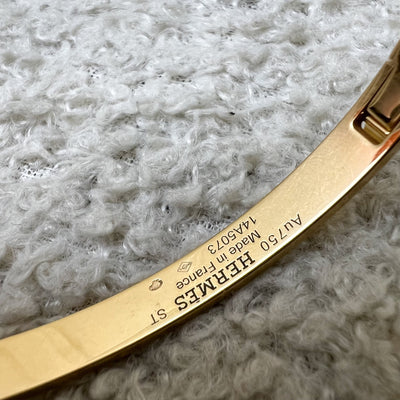 Au750
Made in France
14A5073
HERMES
ST